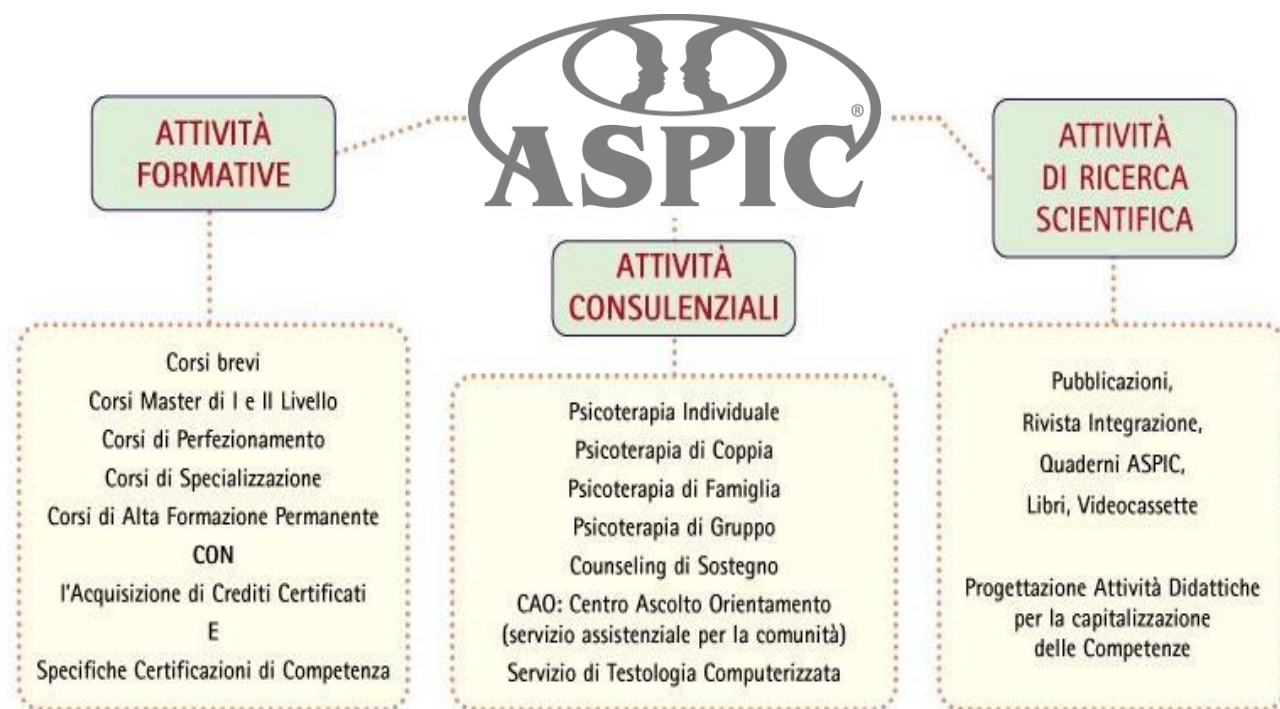 ASPIC®
ATTIVITÀ
FORMATIVE
Corsi brevi
Corsi Master di I e II Livello
Corsi di Perfezionamento
Corsi di Specializzazione
Corsi di Alta Formazione Permanente
CON
l'Acquisizione di Crediti Certificati
E
Specifiche Certificazioni di Competenza
ATTIVITÀ
CONSULENZIALI
Psicoterapia Individuale
Psicoterapia di Coppia
Psicoterapia di Famiglia
Psicoterapia di Gruppo
Counseling di Sostegno
CAO: Centro Ascolto Orientamento
(servizio assistenziale per la comunità)
Servizio di Testologia Computerizzata
ATTIVITÀ
DI RICERCA
SCIENTIFICA
Pubblicazioni,
Rivista Integrazione,
Quaderni ASPIC,
Libri, Videocassette
Progettazione Attività Didattiche
per la capitalizzazione
delle Competenze